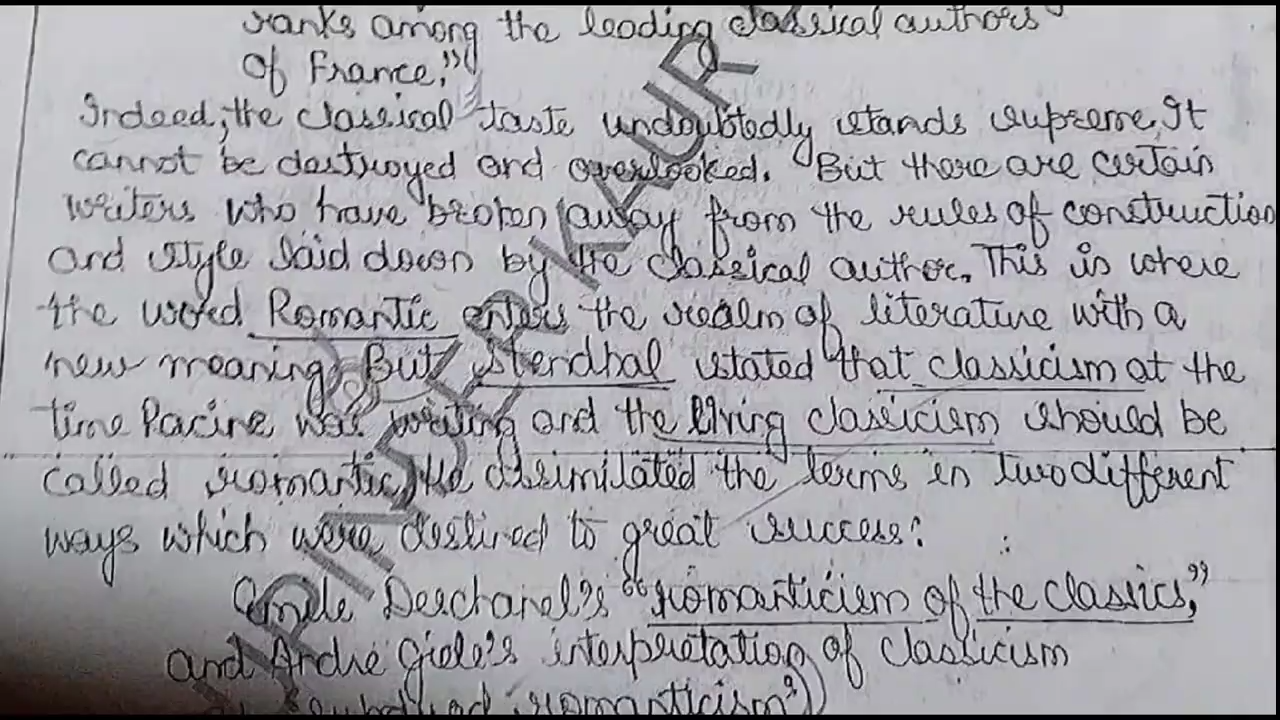 ranks among the leading classical authors
Of France,"
Indeed, the classical taste undoubtedly stands supreme, It
cannot be destroyed and overlooked. But there are certain
writers who have broken away from the rules of construction
and style laid down by the classical author. This is where
the word Romantic enters the realm of literature with a
new meaning. But Stendhal stated that classicism at the
time Racine was writing and the living classicism should be
called romantic, He assimilated the terms in two different
ways which were destined to great success:
Emile Deschanel's "romanticism of the classics,"
and Andre Giele's interpretation of classicism
romanticism"